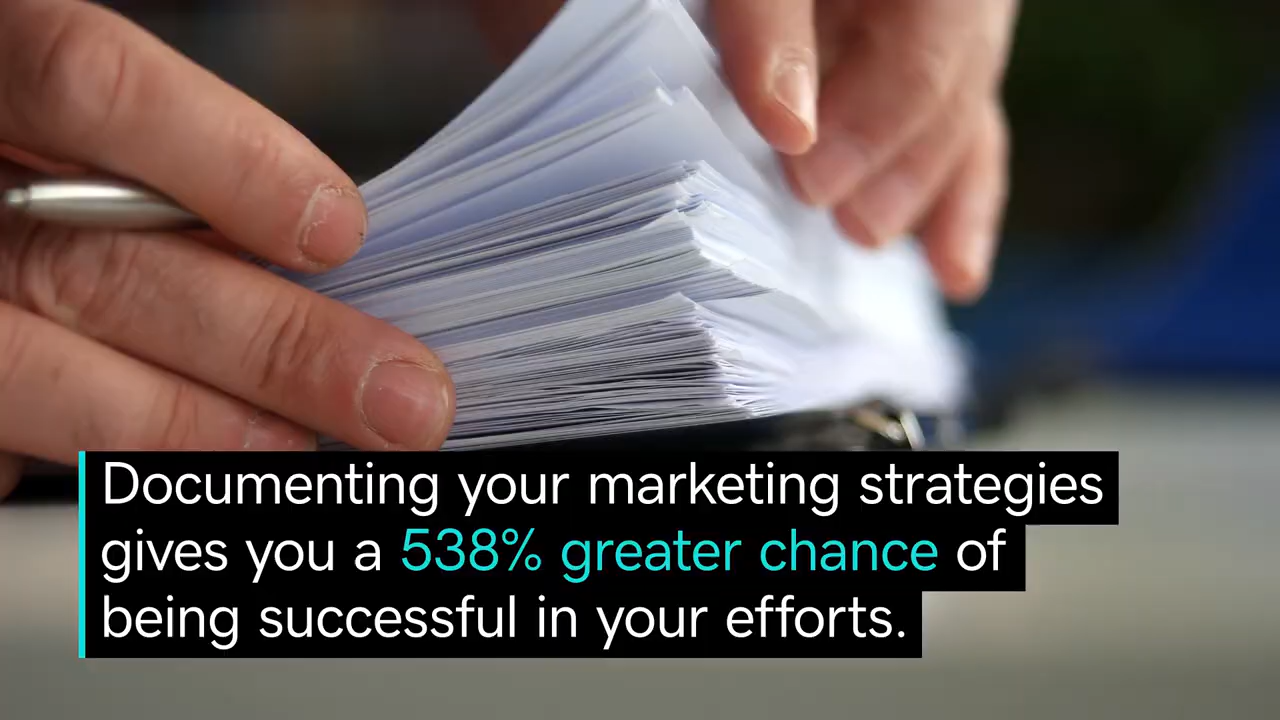 Documenting your marketing strategies
gives you a 538% greater chance of
being successful in your efforts.